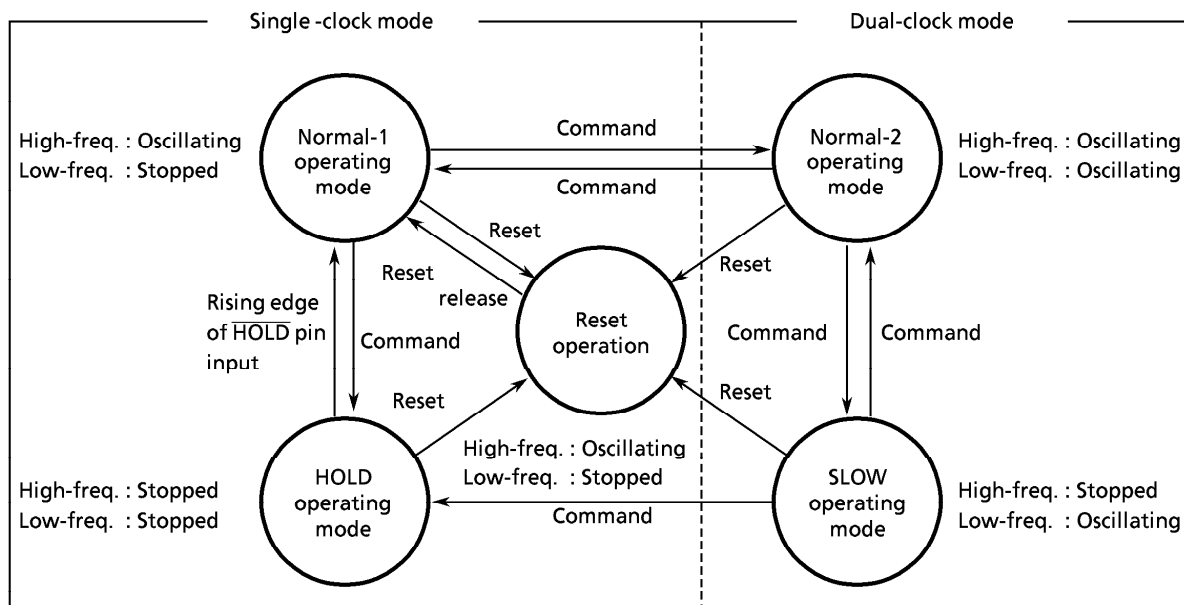 Single -clock mode
Dual-clock mode
High-freq. : Oscillating
Low-freq. : Stopped
Normal-1
operating
mode
Command
Command
Normal-2
operating
mode
High-freq. : Oscillating
Low-freq. : Oscillating
Reset
Reset
release
Reset
Rising edge
of HOLD pin
input
Command
Reset
operation
Command
Command
Reset
Reset
High-freq. : Oscillating
Low-freq. : Stopped
High-freq. : Stopped
Low-freq. : Stopped
HOLD
operating
mode
Command
SLOW
operating
mode
High-freq. : Stopped
Low-freq. : Oscillating